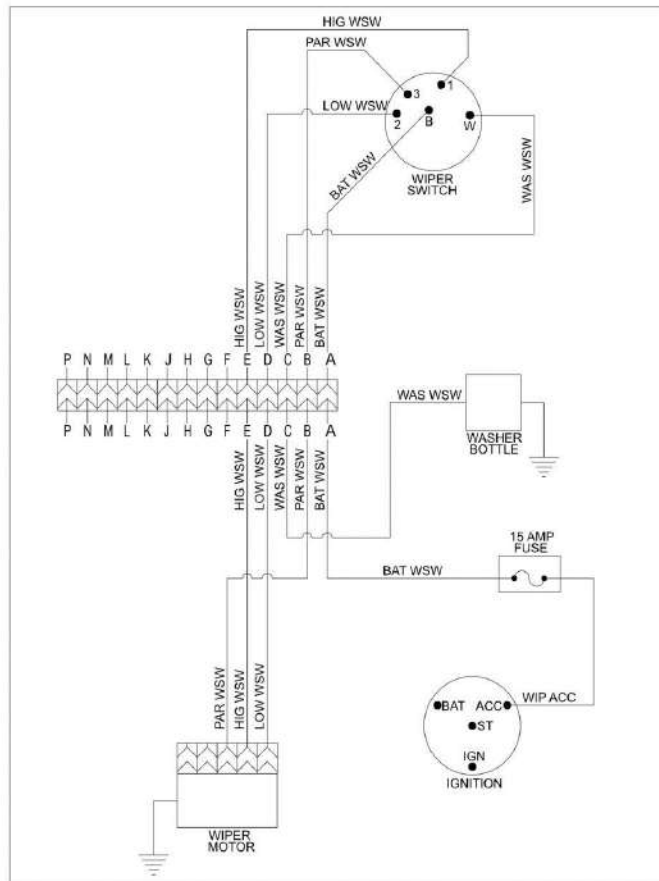 HIG WSW
PAR WSW
1
3
LOW WSW
2
B
W
WIPER
SWITCH
BAT WSW
WAS WSW
HIG WSW
LOW WSW
WAS WSW
PAR WSW
BAT WSW
P N M L K J H G F E D C B A
P N M L K J H G F E D C B A
HIG WSW
LOW WSW
WAS WSW
PAR WSW
BAT WSW
WAS WSW
WASHER
BOTTLE
15 AMP
FUSE
BAT WSW
WIP ACC
BAT
ACC
ST
IGN
IGNITION
PAR WSW
HIG WSW
LOW WSW
WIPER
MOTOR